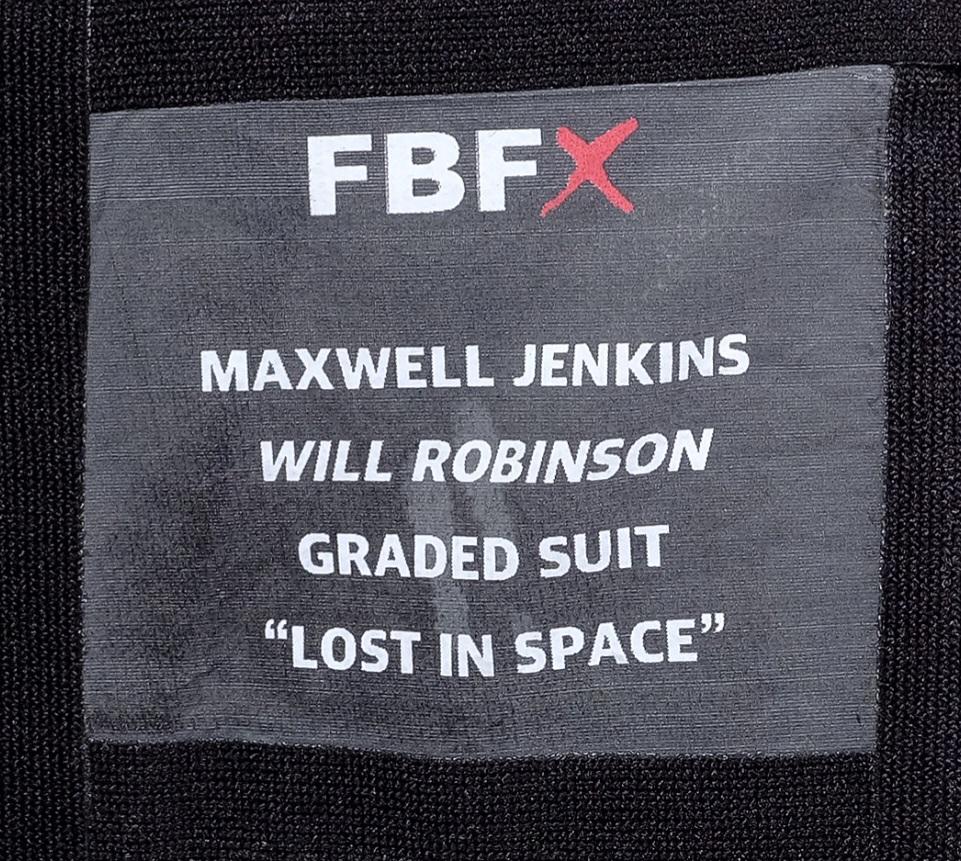 FBFX
MAXWELL JENKINS
WILL ROBINSON
GRADED SUIT
“LOST IN SPACE”